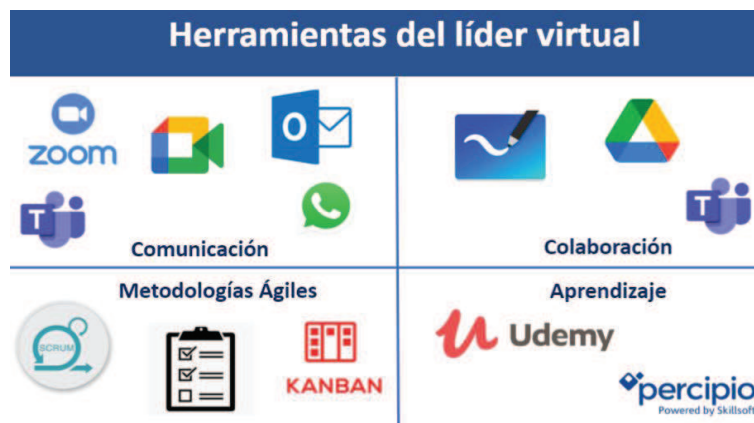 Herramientas del líder virtual
zoom
O
T
Comunicación
T
Colaboración
Metodologías Ágiles
SCRUM
KANBAN
Aprendizaje
Udemy
percipio
Powered by Skillsoft